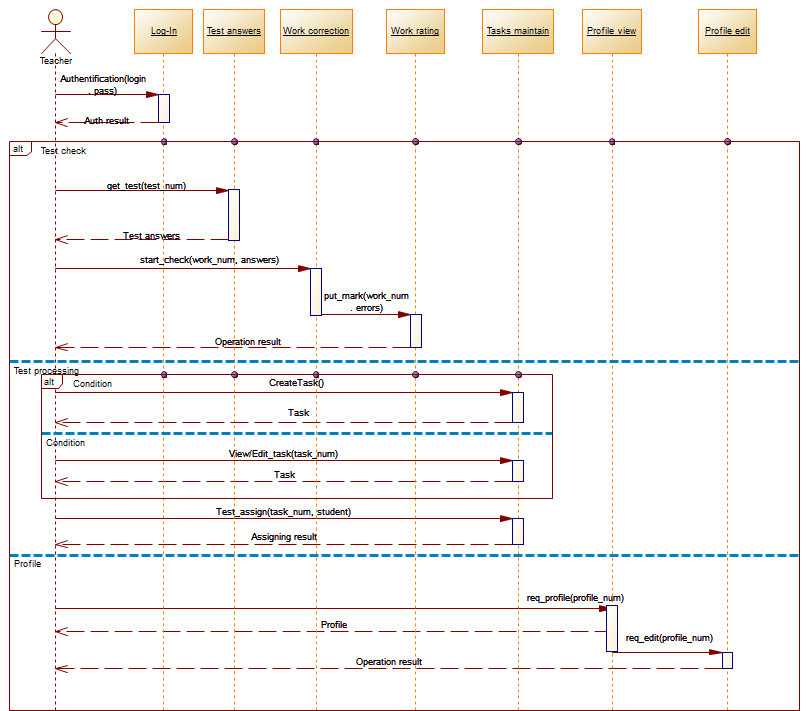 Log-In
Test answers
Work correction
Work rating
Tasks maintain
Profile view
Profile edit
Teacher
Authentification(login
, pass)
Auth result
alt
Test check
get_test(test_num)
Test answers
start_check(work_num, answers)
put_mark(work_num
, errors)
Operation result
Test processing
alt
Condition
CreateTask()
Task
Condition
View/Edit_task(task_num)
Task
Test_assign(task_num, student)
Assigning result
Profile
req_profile(profile_num)
Profile
req_edit(profile_num)
Operation result